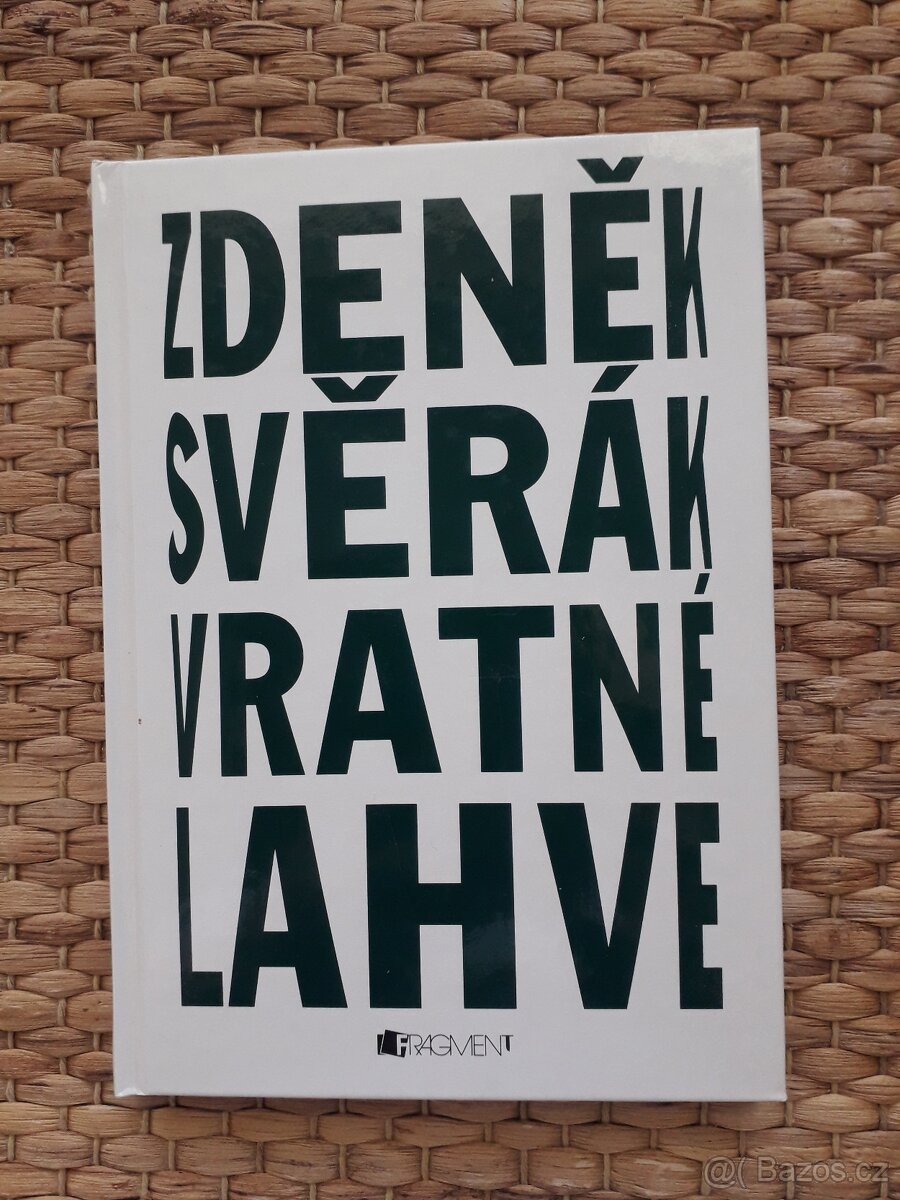 ZDENĚK
SVĚRÁK
VRATNÉ
LAHVE
FRAGMENT
@( Bazos.cz